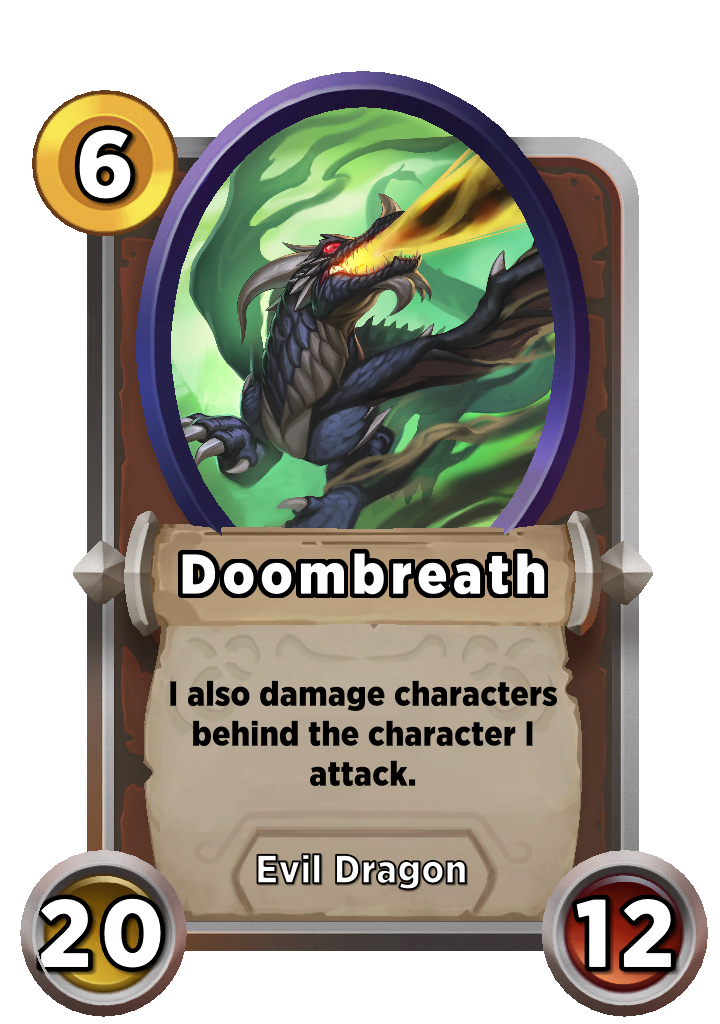 6
Doombreath
I also damage characters
behind the character I
attack.
Evil Dragon
20
12